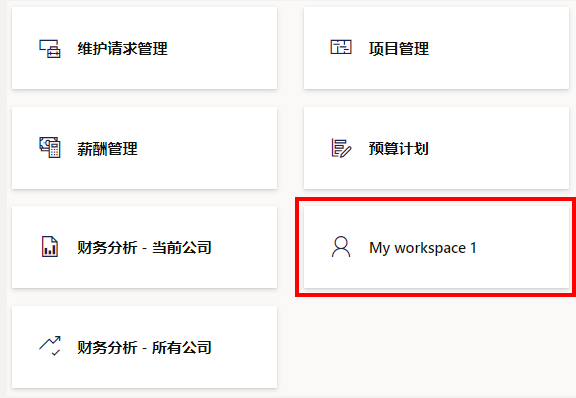 维护请求管理
项目管理
薪酬管理
预算计划
财务分析 - 当前公司
My workspace 1
财务分析 - 所有公司